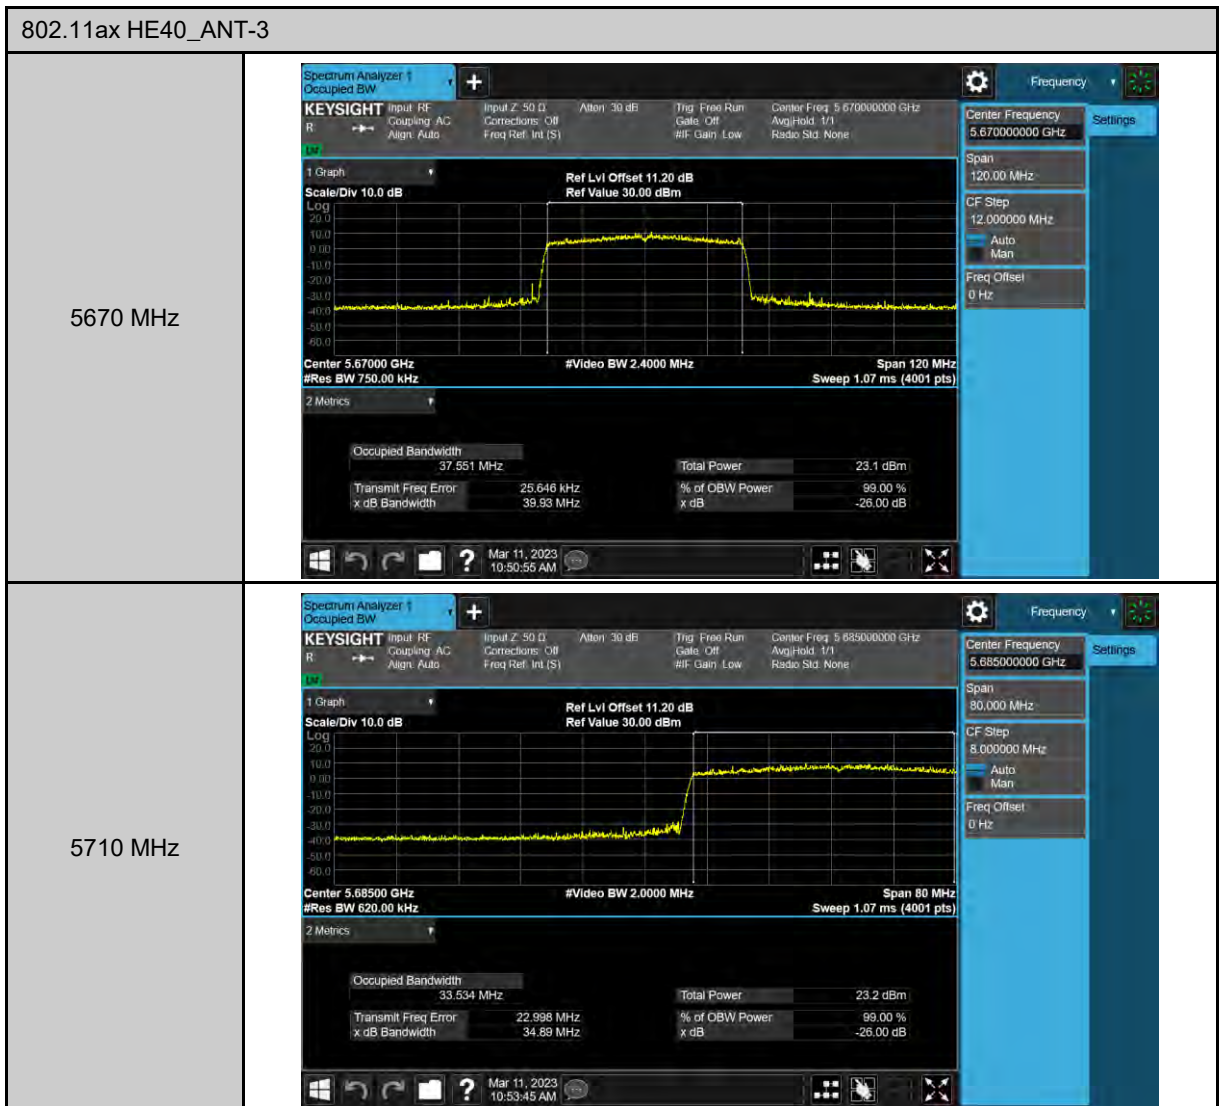 802.11ax HE40_ANT-3
5670 MHz
Spectrum Analyzer 1
Occupied BW
Frequency
KEYSIGHT Input: RF Input Z: 50 Ω Atten: 30 dB Trig: Free Run Center Freq: 5.670000000 GHz
R Coupling: AC Corrections: Off Gate: Off Avg|Hold: 1/1
Align: Auto Freq Ref: Int (S) #IF Gain: Low Radio Std: None
Center Frequency
5.670000000 GHz
Settings
Span
120.00 MHz
CF Step
12.000000 MHz
Auto
Man
Freq Offset
0 Hz
1 Graph
Ref Lvl Offset 11.20 dB
Scale/Div 10.0 dB Ref Value 30.00 dBm
Log
20.0
10.0
0.00
-10.0
-20.0
-30.0
-40.0
-50.0
-60.0
Center 5.67000 GHz #Video BW 2.4000 MHz Span 120 MHz
#Res BW 750.00 kHz Sweep 1.07 ms (4001 pts)
2 Metrics
Occupied Bandwidth
37.551 MHz Total Power 23.1 dBm
Transmit Freq Error 25.646 kHz % of OBW Power 99.00 %
x dB Bandwidth 39.93 MHz x dB -26.00 dB
? Mar 11, 2023
10:50:55 AM
5710 MHz
Spectrum Analyzer 1
Occupied BW
Frequency
KEYSIGHT Input: RF Input Z: 50 Ω Atten: 30 dB Trig: Free Run Center Freq: 5.685000000 GHz
R Coupling: AC Corrections: Off Gate: Off Avg|Hold: 1/1
Align: Auto Freq Ref: Int (S) #IF Gain: Low Radio Std: None
Center Frequency
5.685000000 GHz
Settings
Span
80.000 MHz
CF Step
8.000000 MHz
Auto
Man
Freq Offset
0 Hz
1 Graph
Ref Lvl Offset 11.20 dB
Scale/Div 10.0 dB Ref Value 30.00 dBm
Log
20.0
10.0
0.00
-10.0
-20.0
-30.0
-40.0
-50.0
-60.0
Center 5.68500 GHz #Video BW 2.0000 MHz Span 80 MHz
#Res BW 620.00 kHz Sweep 1.07 ms (4001 pts)
2 Metrics
Occupied Bandwidth
33.534 MHz Total Power 23.2 dBm
Transmit Freq Error 22.998 MHz % of OBW Power 99.00 %
x dB Bandwidth 34.89 MHz x dB -26.00 dB
? Mar 11, 2023
10:53:45 AM